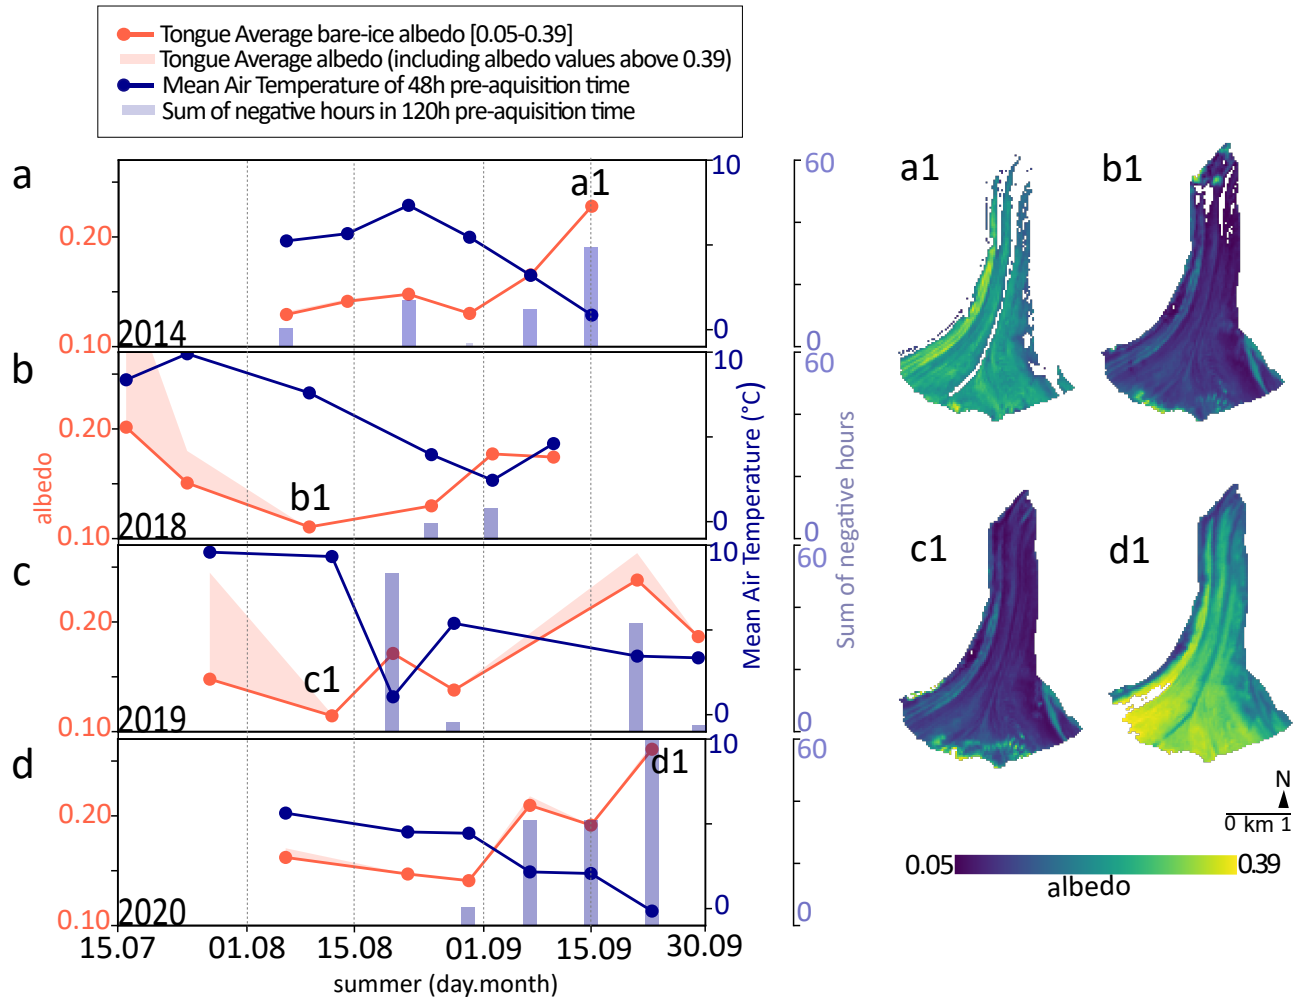 Tongue Average bare-ice albedo [0.05-0.39]
Tongue Average albedo (including albedo values above 0.39)
Mean Air Temperature of 48h pre-aquisition time
Sum of negative hours in 120h pre-aquisition time
a
0.20
0.10
2014
a1
10
0
60
0
b
0.20
0.10
2018
b1
10
0
60
0
c
0.20
0.10
2019
c1
10
0
60
0
d
0.20
0.10
2020
d1
10
0
60
0
albedo
Mean Air Temperature (°C)
Sum of negative hours
15.07
01.08
15.08
01.09
15.09
30.09
summer (day.month)
a1
b1
c1
d1
N
0 km 1
0.05
0.39
albedo